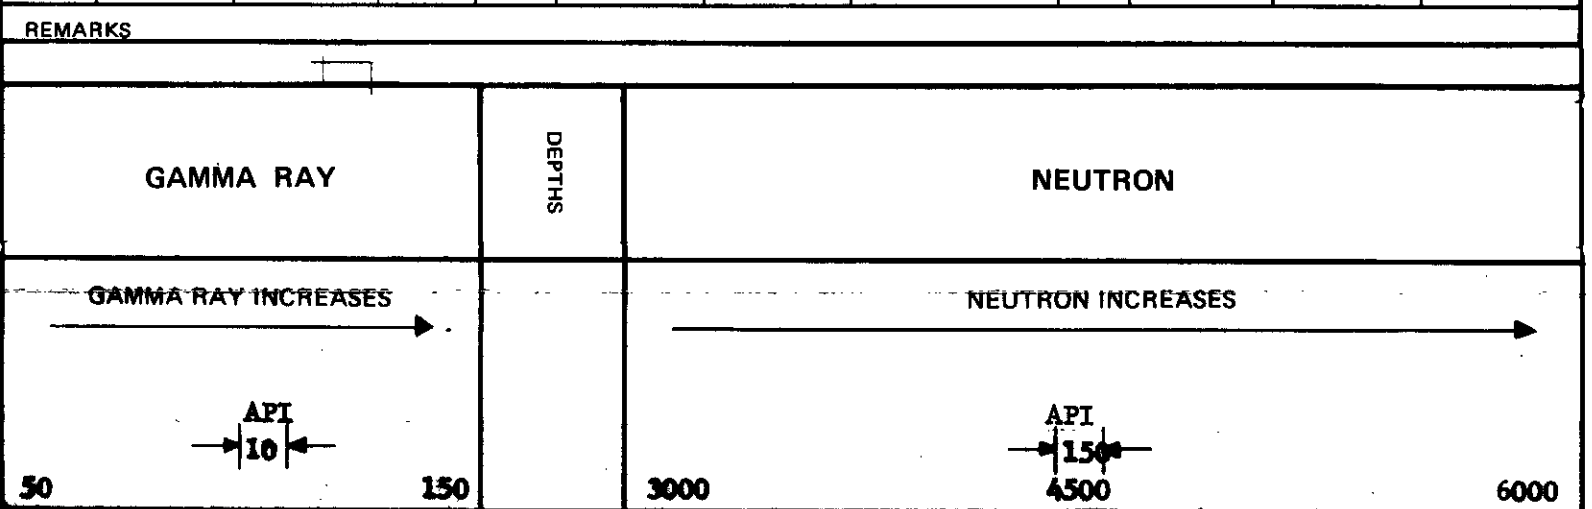 REMARKS
GAMMA RAY
DEPTHS
NEUTRON
GAMMA RAY INCREASES
NEUTRON INCREASES
API
10
API
150
50
150
3000
4500
6000